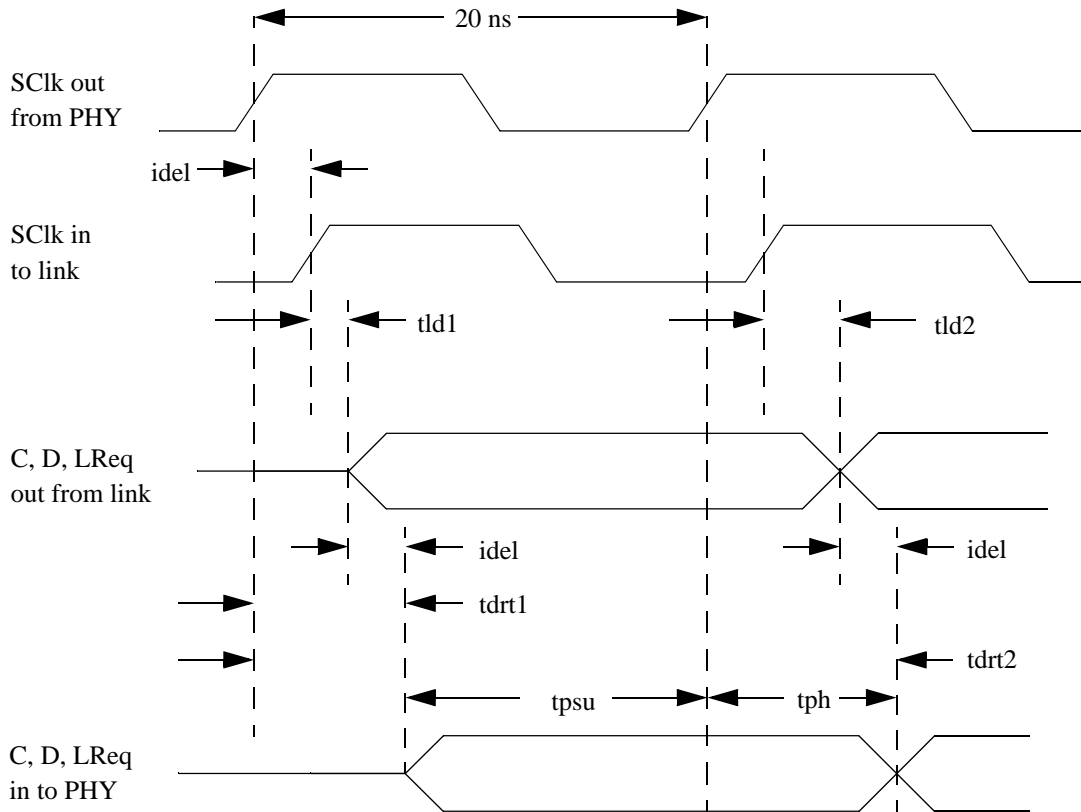 20 ns
SClk out
from PHY
idel
SClk in
to link
tld1
tld2
C, D, LReq
out from link
idel
idel
tdrt1
tdrt2
tpsu
tph
C, D, LReq
in to PHY